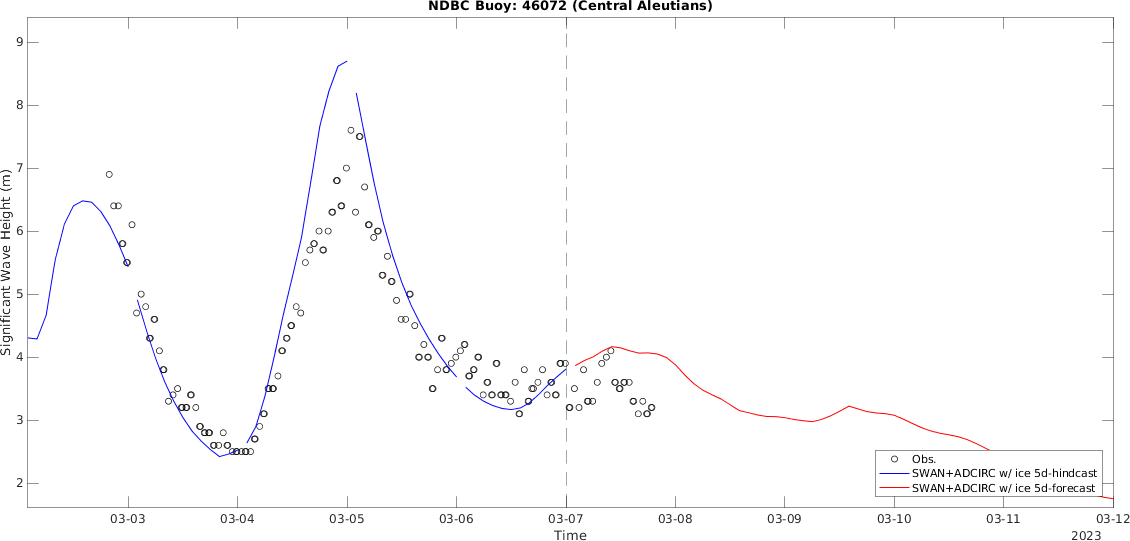 NDBC Buoy: 46072 (Central Aleutians)
9
8
7
6
5
4
3
2
Significant Wave Height (m)
Obs.
SWAN+ADCIRC w/ ice 5d-hindcast
SWAN+ADCIRC w/ ice 5d-forecast
03-03 03-04 03-05 03-06 03-07 03-08 03-09 03-10 03-11 03-12
Time
2023